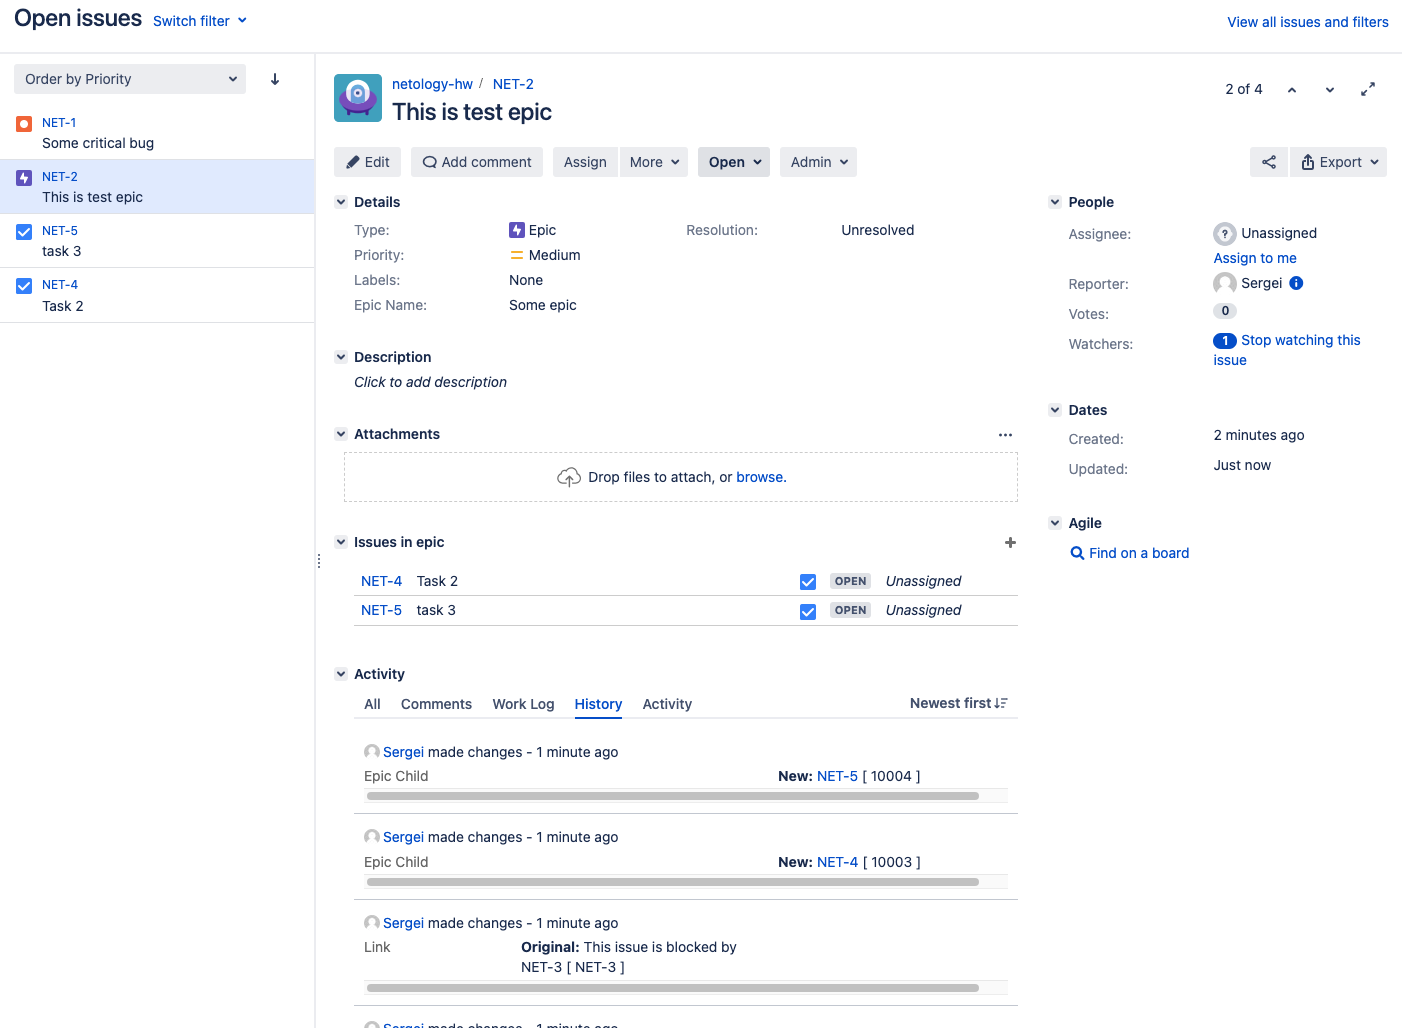 Open issues Switch filter
View all issues and filters
Order by Priority
NET-1
Some critical bug
NET-2
This is test epic
NET-5
task 3
NET-4
Task 2
netology-hw / NET-2
This is test epic
2 of 4
Edit Add comment Assign More Open Admin
Export
Details
Type: Epic Resolution: Unresolved
Priority: Medium
Labels: None
Epic Name: Some epic
Description
Click to add description
Attachments
Drop files to attach, or browse.
Issues in epic
NET-4 Task 2 OPEN Unassigned
NET-5 task 3 OPEN Unassigned
Activity
All Comments Work Log History Activity Newest first
Sergei made changes - 1 minute ago
Epic Child New: NET-5 [ 10004 ]
Sergei made changes - 1 minute ago
Epic Child New: NET-4 [ 10003 ]
Sergei made changes - 1 minute ago
Link Original: This issue is blocked by
NET-3 [ NET-3 ]
Sergei made changes - 1 minute ago
People
Assignee: ? Unassigned
Assign to me
Reporter: Sergei
Votes: 0
Watchers: 1 Stop watching this
issue
Dates
Created: 2 minutes ago
Updated: Just now
Agile
Find on a board